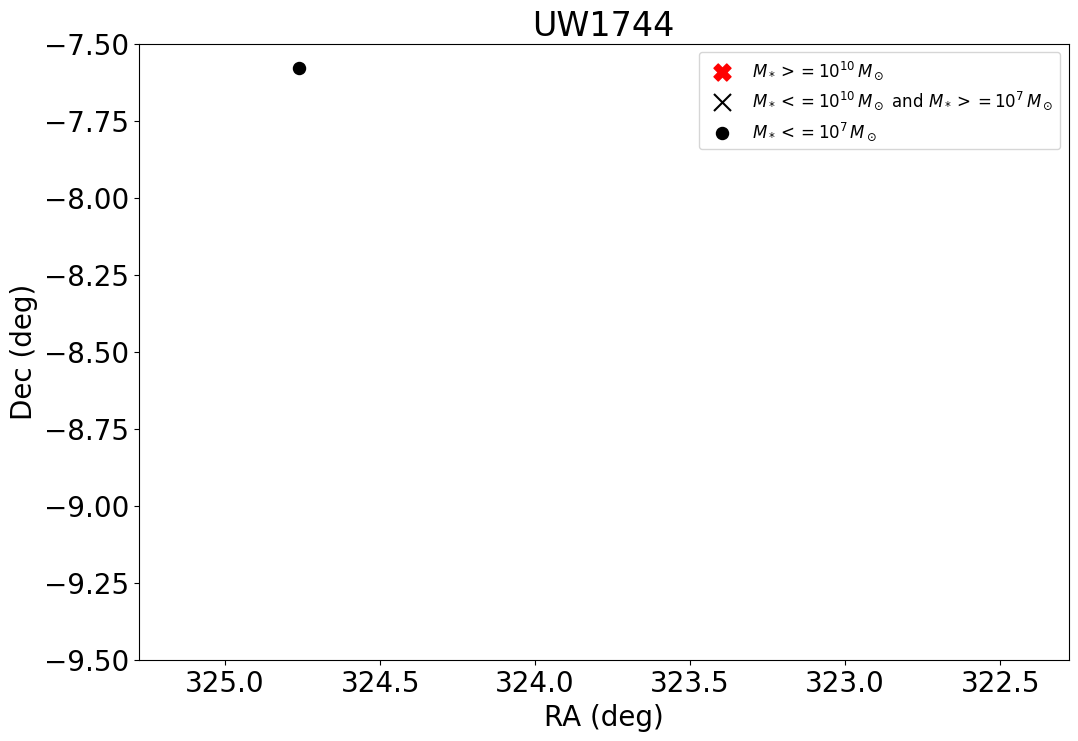 UW1744
$M_* >= 10^{10} M_\odot$
$M_* <= 10^{10} M_\odot$ and $M_* >= 10^7 M_\odot$
$M_* <= 10^7 M_\odot$
−7.50
−7.75
−8.00
−8.25
−8.50
−8.75
−9.00
−9.25
−9.50
Dec (deg)
325.0 324.5 324.0 323.5 323.0 322.5
RA (deg)